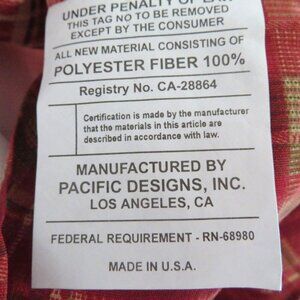 UNDER PENALTY OF LAW
THIS TAG NO TO BE REMOVED
EXCEPT BY THE CONSUMER
ALL NEW MATERIAL CONSISTING OF
POLYESTER FIBER 100%
Registry No. CA-28864
Certification is made by the manufacturer
that the materials in this article are
described in accordance with law.
MANUFACTURED BY
PACIFIC DESIGNS, INC.
LOS ANGELES, CA
FEDERAL REQUIREMENT - RN-68980
MADE IN U.S.A.